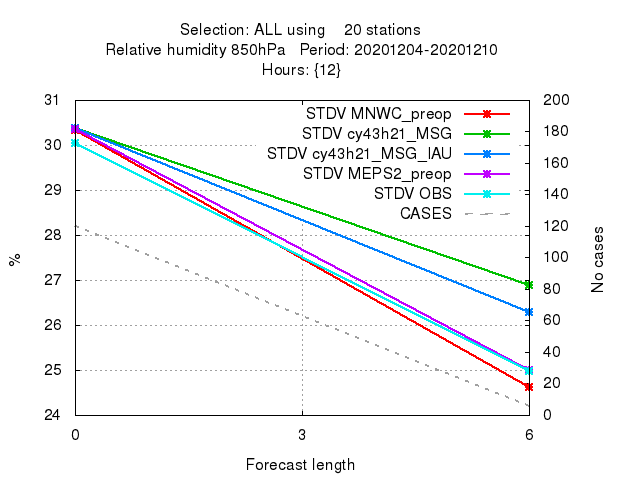 Selection: ALL using 20 stations
Relative humidity 850hPa Period: 20201204-20201210
Hours: {12}
STDV MNWC_preop
STDV cy43h21_MSG
STDV cy43h21_MSG_IAU
STDV MEPS2_preop
STDV OBS
CASES
31
30
29
28
27
26
25
24
%
200
180
160
140
120
100
80
60
40
20
0
No cases
0 3 6
Forecast length